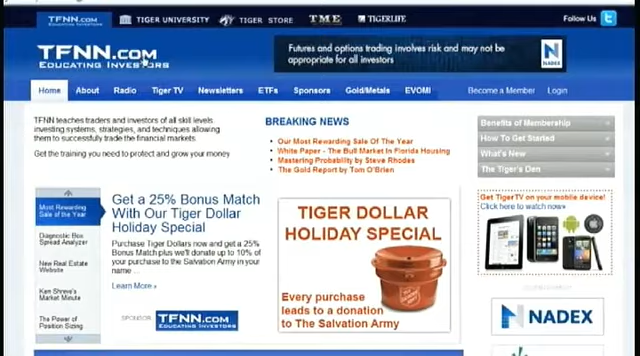 TFNN.COM
EDUCATING INVESTORS
TIGER UNIVERSITY
TIGER STORE
TME
TIGERLIFE
Follow Us
TFNN.COM
EDUCATING INVESTORS
Futures and options trading involves risk and may not be
appropriate for all investors
NADEX
Home About Radio Tiger TV Newsletters ETFs Sponsors Gold/Metals EVOMI
Become a Member Login
TFNN teaches traders and investors of all skill levels
investing systems, strategies, and techniques allowing
them to successfully trade the financial markets.
Get the training you need to protect and grow your money
BREAKING NEWS
Our Most Rewarding Sale Of The Year
White Paper - The Bull Market In Florida Housing
Mastering Probability by Steve Rhodes
The Gold Report by Tom O'Brien
Benefits of Membership
How To Get Started
What's New
The Tiger's Den
Most Rewarding
Sale of the Year
Diagnostic Box
Spread Analyzer
New Real Estate
Website
Ken Shreve's
Market Minute
The Power of
Position Sizing
Get a 25% Bonus Match
With Our Tiger Dollar
Holiday Special
Purchase Tiger Dollars now and get a 25%
Bonus Match plus we'll donate up to 10% of
your purchase to the Salvation Army in your
name ...
Learn More »
SPONSOR:
TFNN.COM
EDUCATING INVESTORS
TIGER DOLLAR
HOLIDAY SPECIAL
Every purchase
leads to a donation
to The Salvation Army
Get TigerTV on your mobile device!
Click here to watch now»
NADEX